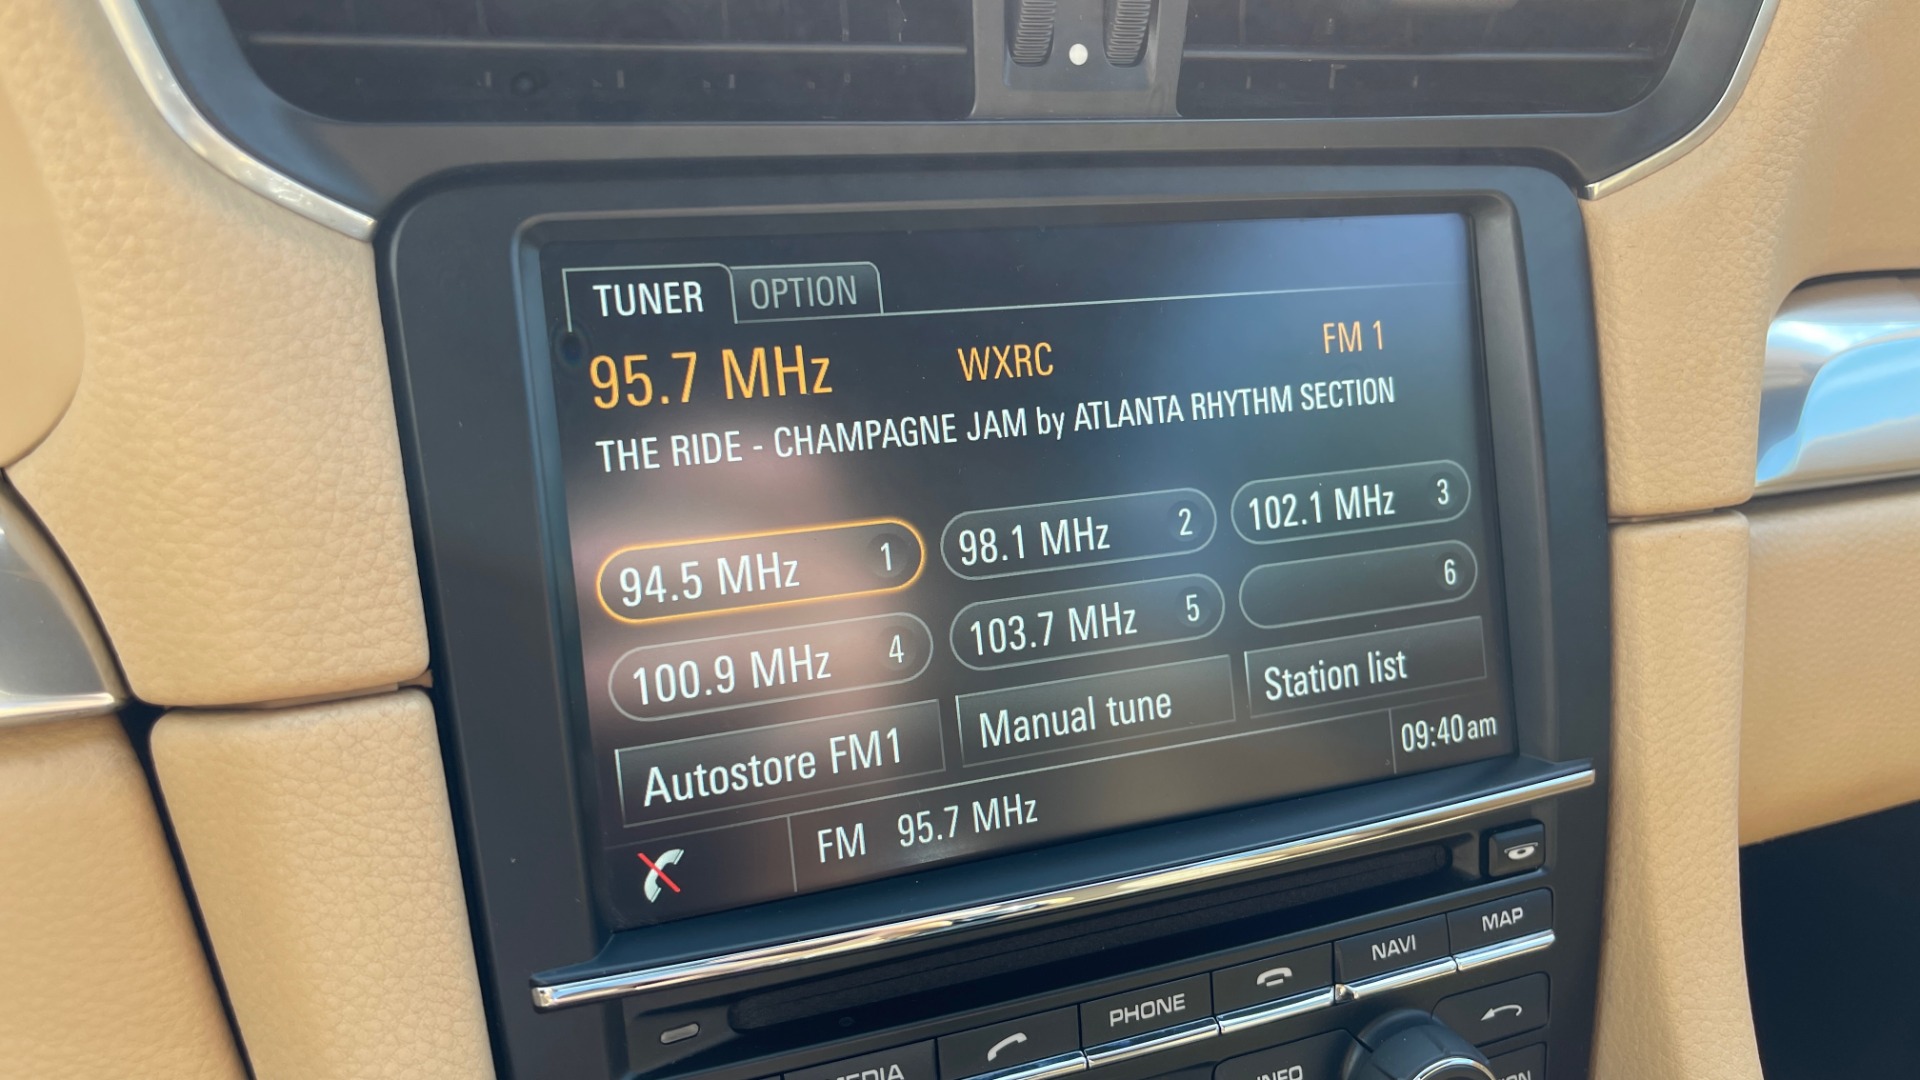 TUNER OPTION
95.7 MHz WXRC FM 1
THE RIDE - CHAMPAGNE JAM by ATLANTA RHYTHM SECTION
94.5 MHz 1 98.1 MHz 2 102.1 MHz 3
100.9 MHz 4 103.7 MHz 5 6
Autostore FM1 Manual tune Station list
FM 95.7 MHz 09:40 am
PHONE NAVI MAP
MEDIA INFO